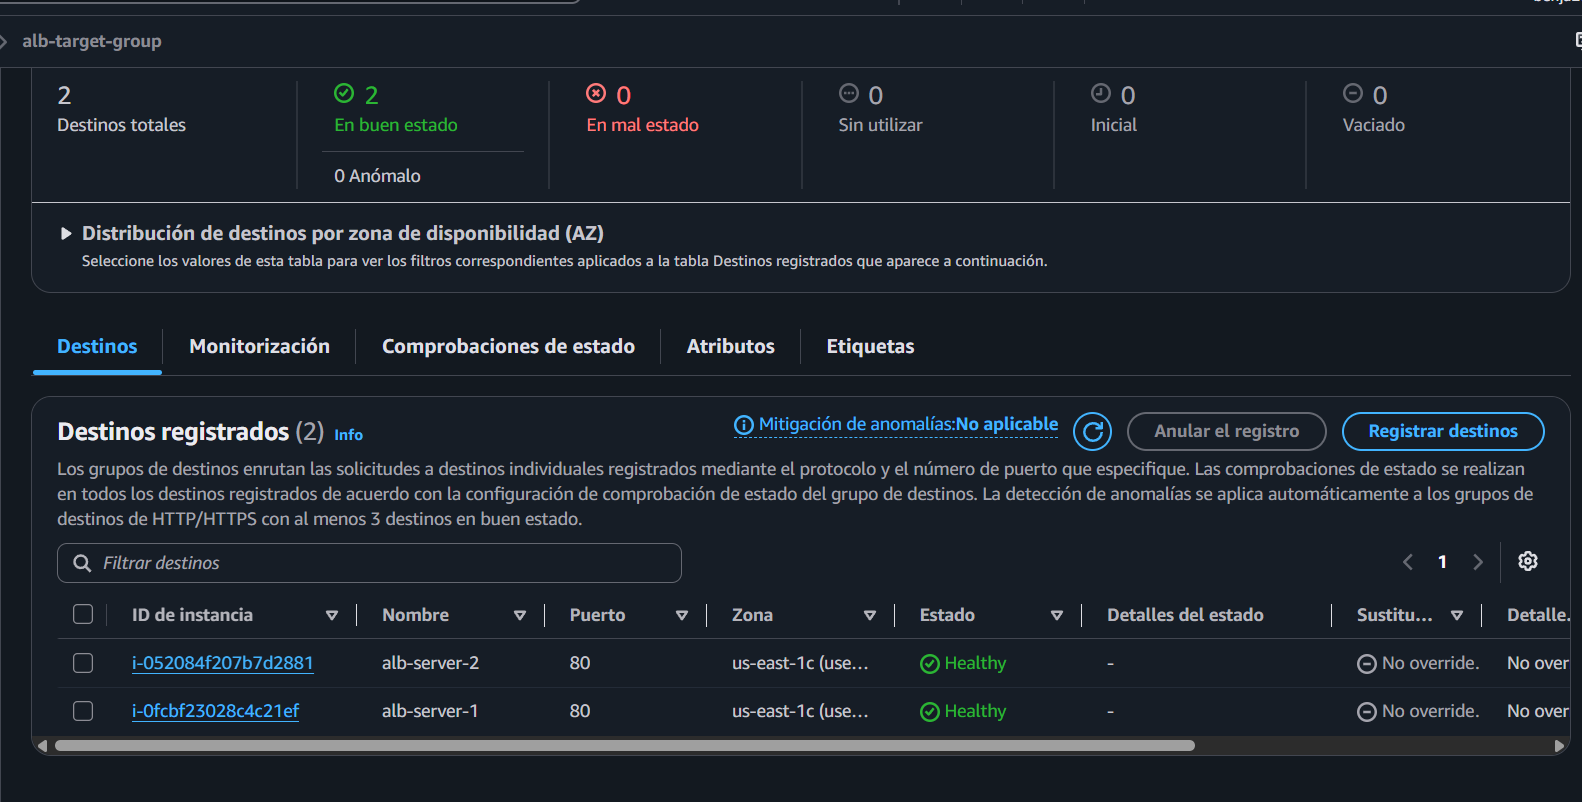 alb-target-group
2
Destinos totales
2
En buen estado
0 Anómalo
0
En mal estado
0
Sin utilizar
0
Inicial
0
Vaciado
Distribución de destinos por zona de disponibilidad (AZ)
Seleccione los valores de esta tabla para ver los filtros correspondientes aplicados a la tabla Destinos registrados que aparece a continuación.
Destinos Monitorización Comprobaciones de estado Atributos Etiquetas
Destinos registrados (2) Info
Mitigación de anomalías:No aplicable
Anular el registro
Registrar destinos
Los grupos de destinos enrutan las solicitudes a destinos individuales registrados mediante el protocolo y el número de puerto que especifique. Las comprobaciones de estado se realizan
en todos los destinos registrados de acuerdo con la configuración de comprobación de estado del grupo de destinos. La detección de anomalías se aplica automáticamente a los grupos de
destinos de HTTP/HTTPS con al menos 3 destinos en buen estado.
Filtrar destinos
1
ID de instancia Nombre Puerto Zona Estado Detalles del estado Sustitu... Detalle.
i-052084f207b7d2881 alb-server-2 80 us-east-1c (use... Healthy - No override. No over
i-0fcbf23028c4c21ef alb-server-1 80 us-east-1c (use... Healthy - No override. No over